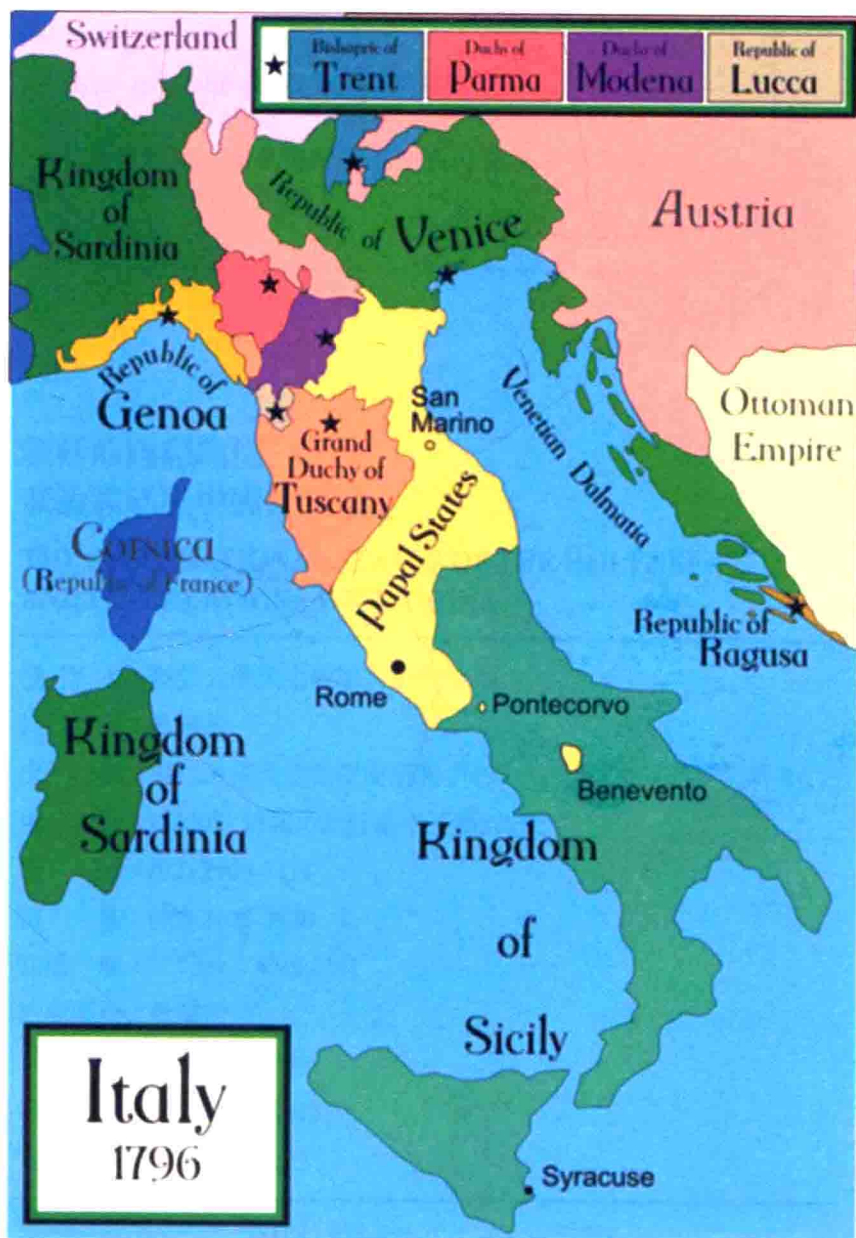 Switzerland
Bishopric of
Trent
Duchy of
Parma
Duchy of
Modena
Republic of
Lucca
Kingdom
of
Sardinia
Republic of Venice
Austria
Republic of
Genoa
San
Marino
Venetian Dalmatia
Ottoman
Empire
Grand
Duchy of
Tuscany
Papal States
Corsica
(Republic of France)
Republic of
Ragusa
Rome
Pontecorvo
Kingdom
of
Sardinia
Benevento
Kingdom
of
Sicily
Italy
1796
Syracuse